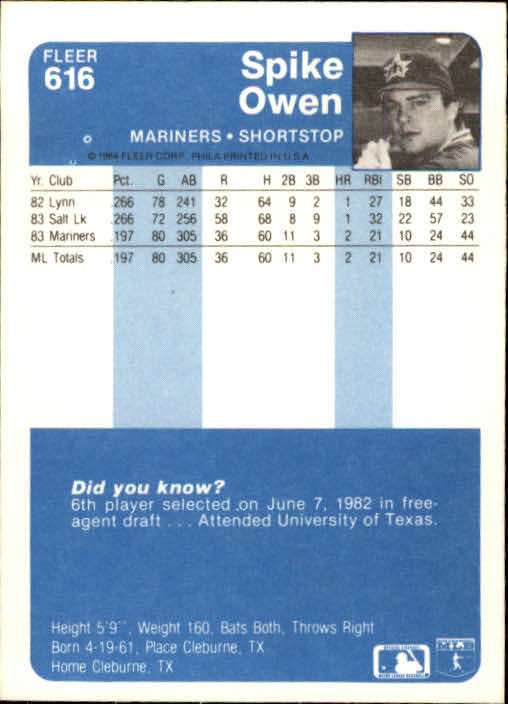 FLEER
616
Spike
Owen
MARINERS • SHORTSTOP
© 1984 FLEER CORP. PHILA PRINTED IN U.S.A.
Yr. Club Pct. G AB R H 2B 3B HR RBI SB BB SO
82 Lynn .266 78 241 32 64 9 2 1 27 18 44 33
83 Salt Lk .266 72 256 58 68 8 9 1 32 22 57 23
83 Mariners .197 80 305 36 60 11 3 2 21 10 24 44
ML Totals .197 80 305 36 60 11 3 2 21 10 24 44
Did you know?
6th player selected on June 7, 1982 in free-
agent draft . . . Attended University of Texas.
Height 5'9", Weight 160, Bats Both, Throws Right
Born 4-19-61, Place Cleburne, TX
Home Cleburne, TX